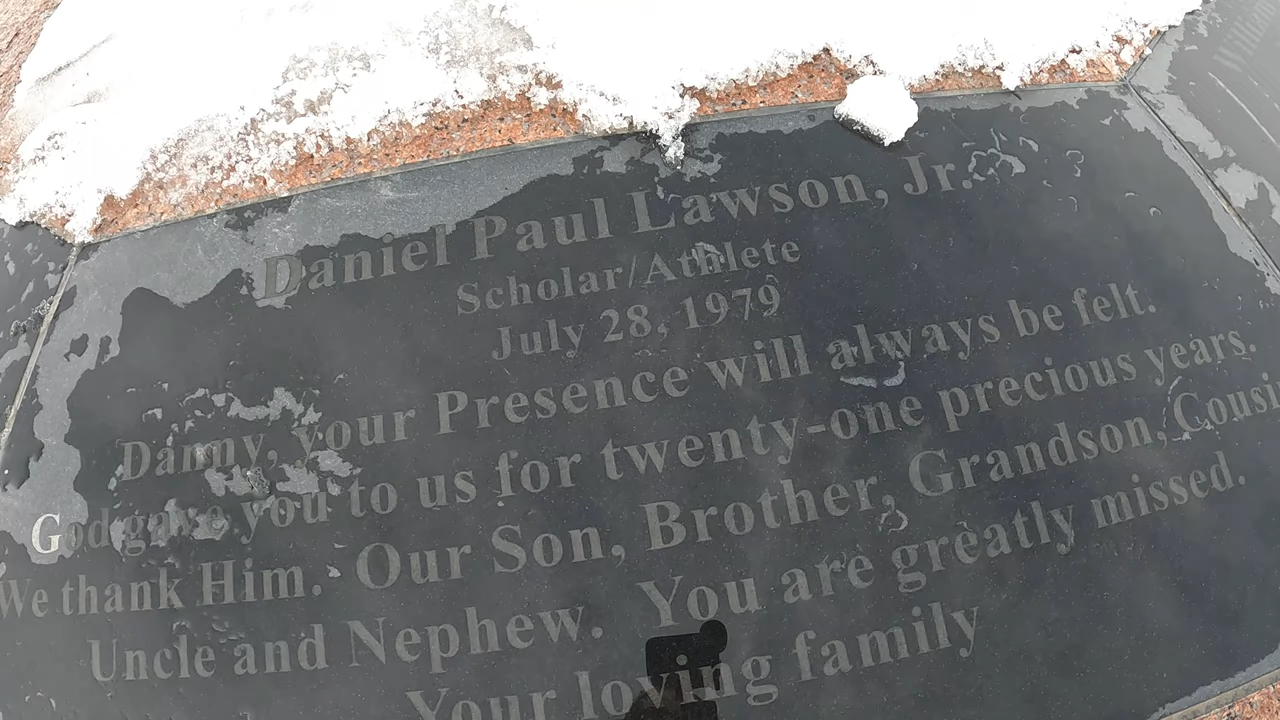 Daniel Paul Lawson, Jr.
Scholar/Athlete
July 28, 1979
Danny, your Presence will always be felt.
God gave you to us for twenty-one precious years.
We thank Him. Our Son, Brother, Grandson, Cousi
Uncle and Nephew. You are greatly missed.
Your loving family
William